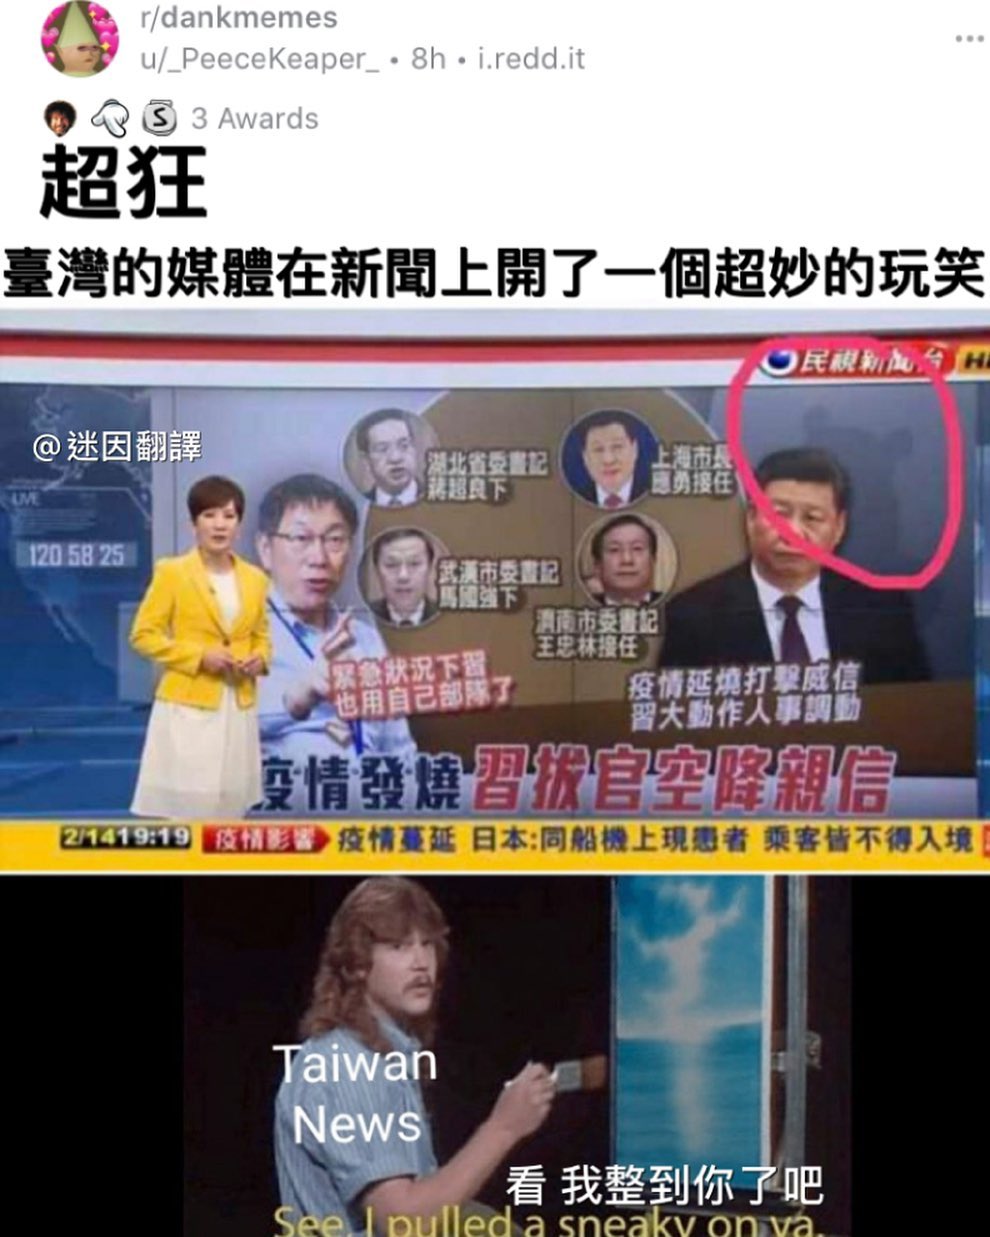 r/dankmemes
u/_PeeceKeaper_ • 8h • i.redd.it
3 Awards
超狂
臺灣的媒體在新聞上開了一個超妙的玩笑
民視新聞台
@迷因翻譯
湖北省委書記
蔣超良下
上海市長
應勇接任
LIVE
120 58 25
武漢市委書記
馬國強下
濟南市委書記
王忠林接任
緊急狀況下習
也用自己部隊了
疫情延燒打擊威信
習大動作人事調動
疫情發燒 習拔官空降親信
2/14 19:19 疫情影響 疫情蔓延 日本:同船機上現患者 乘客皆不得入境
Taiwan
News
看 我整到你了吧
See, I pulled a sneaky on ya.